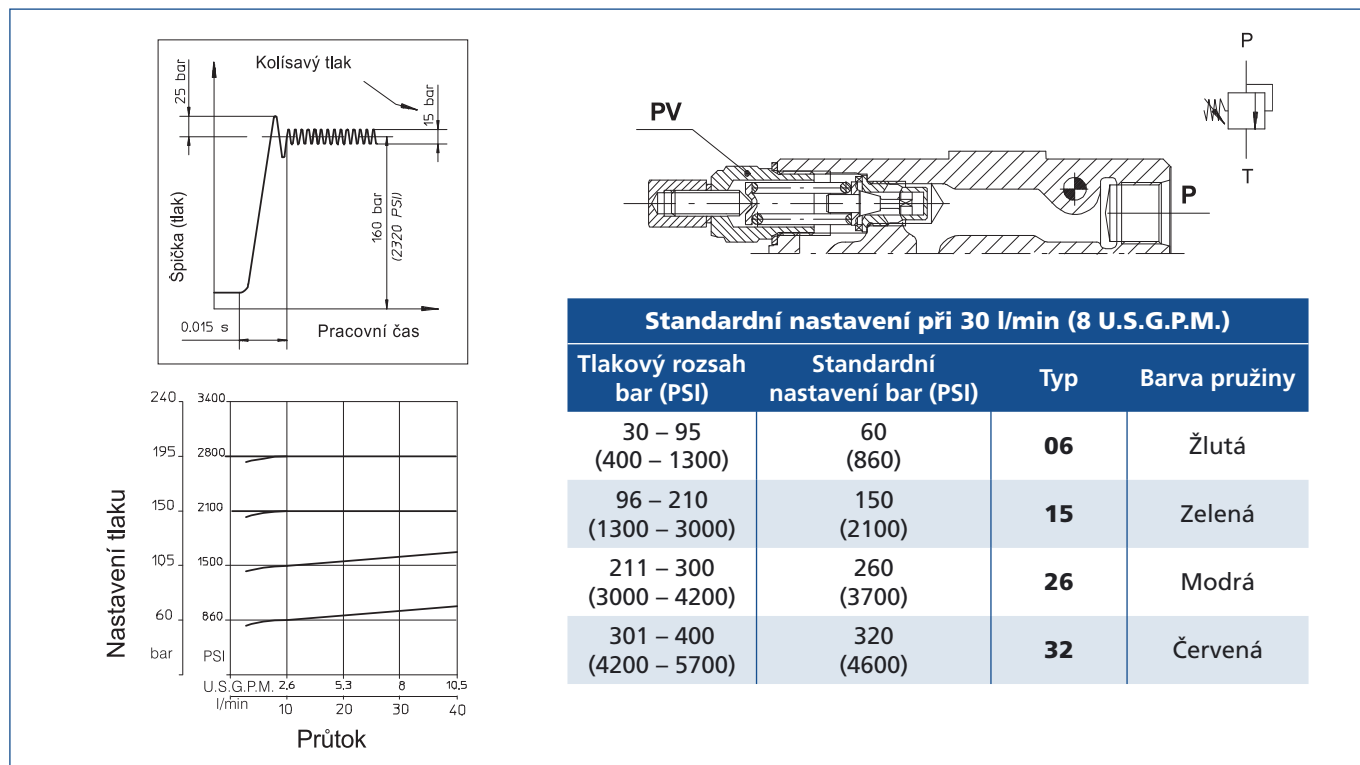 25 bar
Kolísavý tlak
15 bar
Špička (tlak)
160 bar
(2320 PSI)
0.015 s
Pracovní čas
PV
P
P
T
Standardní nastavení při 30 l/min (8 U.S.G.P.M.)
Tlakový rozsah bar (PSI)
Standardní nastavení bar (PSI)
Typ
Barva pružiny
30 – 95
(400 – 1300)
60
(860)
06
Žlutá
96 – 210
(1300 – 3000)
150
(2100)
15
Zelená
211 – 300
(3000 – 4200)
260
(3700)
26
Modrá
301 – 400
(4200 – 5700)
320
(4600)
32
Červená
Nastavení tlaku
240 3400
195 2800
150 2100
105 1500
60 860
bar PSI
U.S.G.P.M. 2,6 5,3 8 10,5
l/min 10 20 30 40
Průtok